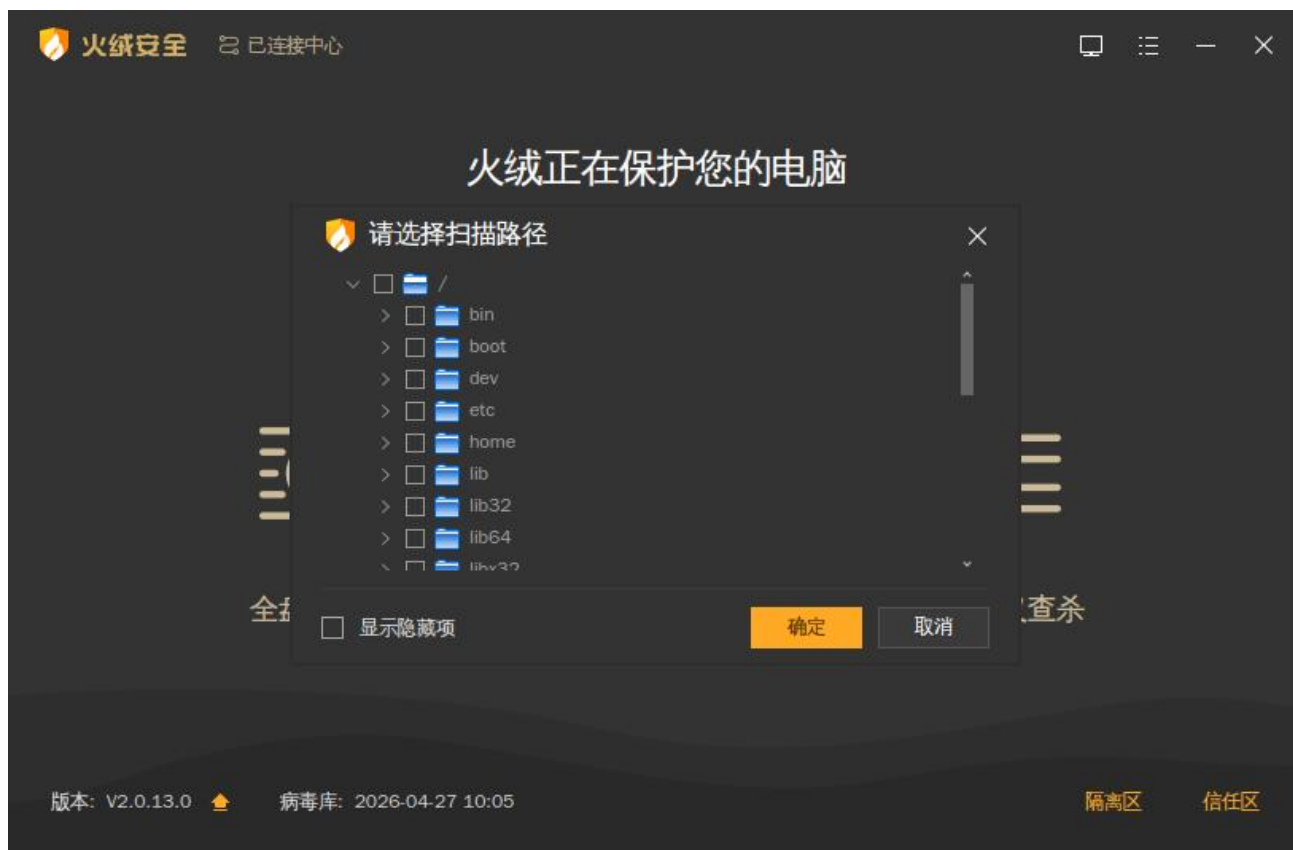 火绒安全 已连接中心
火绒正在保护您的电脑
请选择扫描路径
/
bin
boot
dev
etc
home
lib
lib32
lib64
libx32
全盘
查杀
显示隐藏项 确定 取消
版本: V2.0.13.0 病毒库: 2026-04-27 10:05 隔离区 信任区